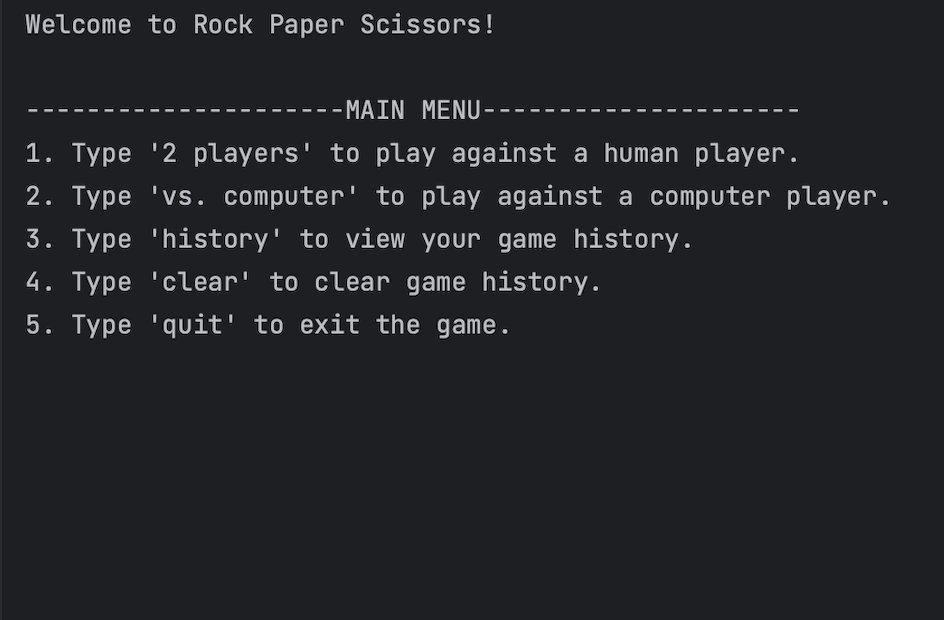 Welcome to Rock Paper Scissors!
---------------------MAIN MENU---------------------
1. Type '2 players' to play against a human player.
2. Type 'vs. computer' to play against a computer player.
3. Type 'history' to view your game history.
4. Type 'clear' to clear game history.
5. Type 'quit' to exit the game.